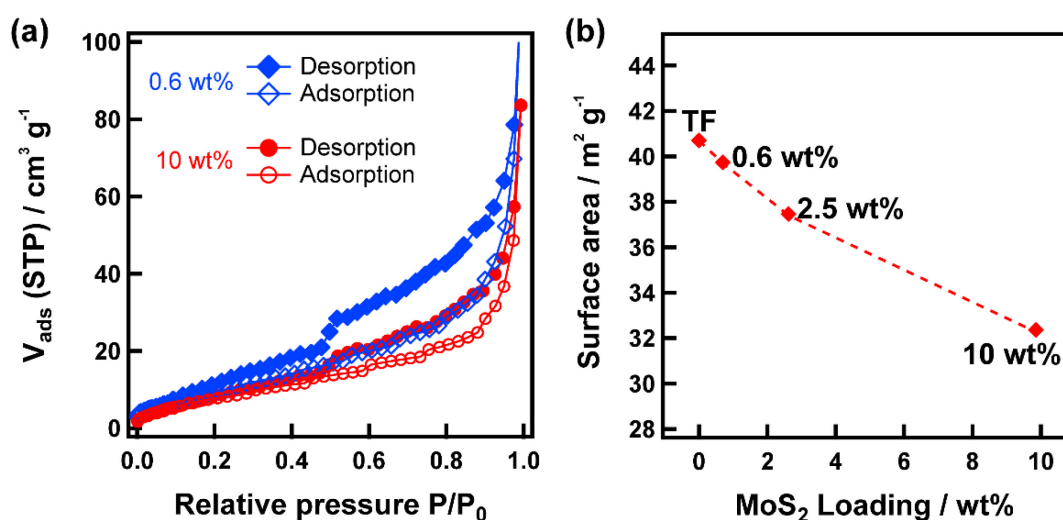 (a)
V_ads (STP) / cm³ g⁻¹
100
80
60
40
20
0
0.6 wt%
Desorption
Adsorption
10 wt%
Desorption
Adsorption
0.0 0.2 0.4 0.6 0.8 1.0
Relative pressure P/P₀
(b)
Surface area / m² g⁻¹
44
42
40
38
36
34
32
30
28
TF
0.6 wt%
2.5 wt%
10 wt%
0 2 4 6 8 10
MoS₂ Loading / wt%